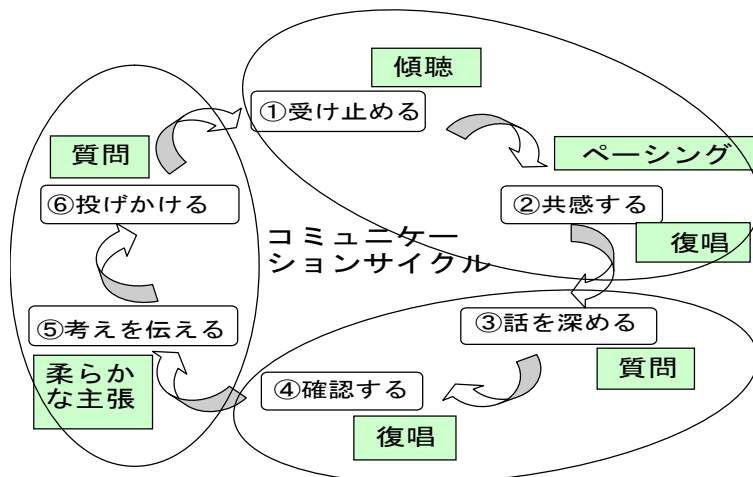 傾聴
①受け止める
質問
ペーシング
⑥投げかける
②共感する
復唱
コミュニケー
ションサイクル
③話を深める
⑤考えを伝える
質問
柔らか
な主張
④確認する
復唱